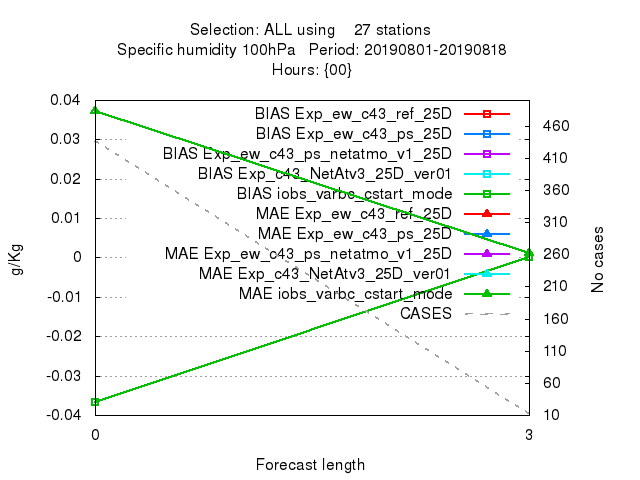 Selection: ALL using    27 stations
Specific humidity 100hPa   Period: 20190801-20190818
Hours: {00}
0.04
0.03
0.02
0.01
0
-0.01
-0.02
-0.03
-0.04
g/Kg
BIAS Exp_ew_c43_ref_25D
BIAS Exp_ew_c43_ps_25D
BIAS Exp_ew_c43_ps_netatmo_v1_25D
BIAS Exp_c43_NetAtv3_25D_ver01
BIAS iobs_varbc_cstart_mode
MAE Exp_ew_c43_ref_25D
MAE Exp_ew_c43_ps_25D
MAE Exp_ew_c43_ps_netatmo_v1_25D
MAE Exp_c43_NetAtv3_25D_ver01
MAE iobs_varbc_cstart_mode
CASES
460
410
360
310
260
210
160
110
60
10
No cases
0
3
Forecast length